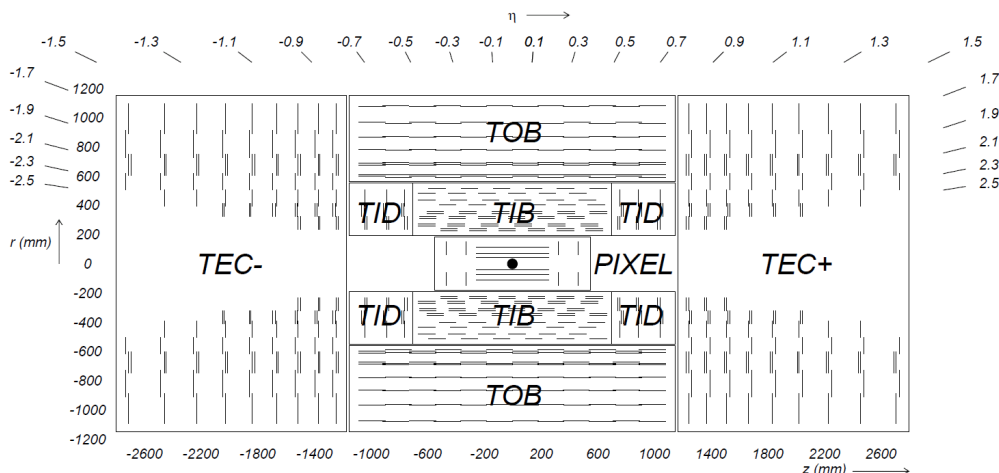 η
-1.5 -1.3 -1.1 -0.9 -0.7 -0.5 -0.3 -0.1 0.1 0.3 0.5 0.7 0.9 1.1 1.3 1.5
-1.7 1.7
-1.9 1.9
-2.1 2.1
-2.3 2.3
-2.5 2.5
1200
1000
800
600
400
200
0
-200
-400
-600
-800
-1000
-1200
r (mm)
TOB
TID TIB TID
TEC- PIXEL TEC+
TID TIB TID
TOB
-2600 -2200 -1800 -1400 -1000 -600 -200 200 600 1000 1400 1800 2200 2600
z (mm)